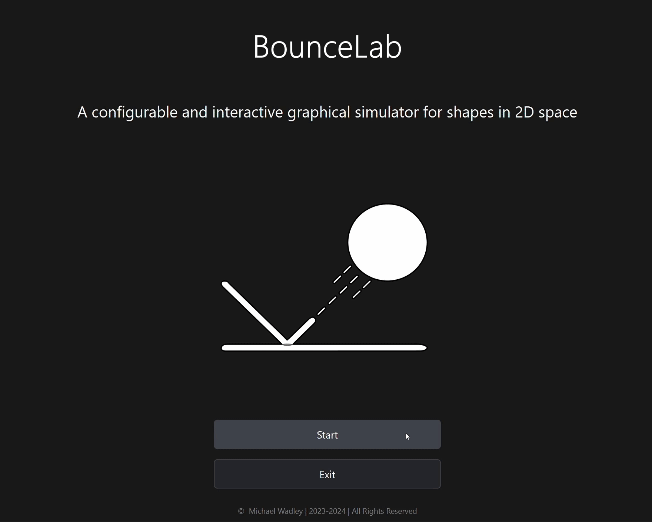 BounceLab
A configurable and interactive graphical simulator for shapes in 2D space
Start
Exit
© Michael Wadley | 2023-2024 | All Rights Reserved